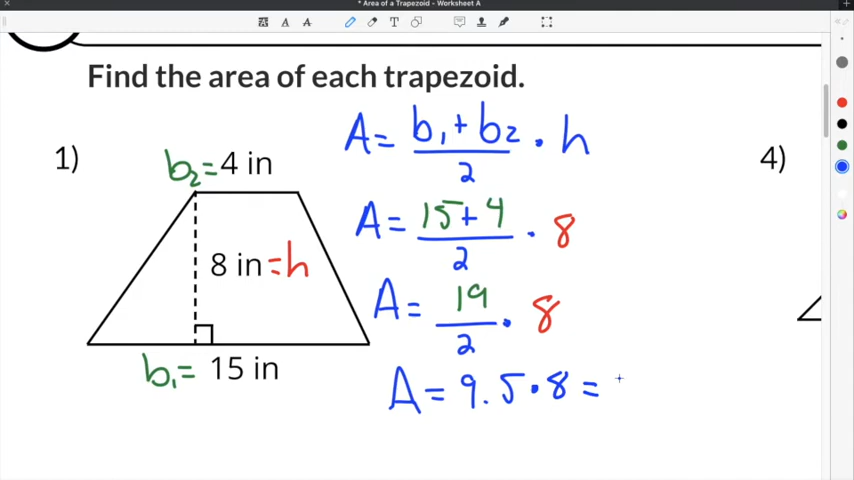 * Area of a Trapezoid - Worksheet A
Find the area of each trapezoid.
1)
b₂ = 4 in
8 in = h
b₁ = 15 in
A = b₁ + b₂ / 2 · h
A = 15 + 4 / 2 · 8
A = 19 / 2 · 8
A = 9.5 · 8 =
4)